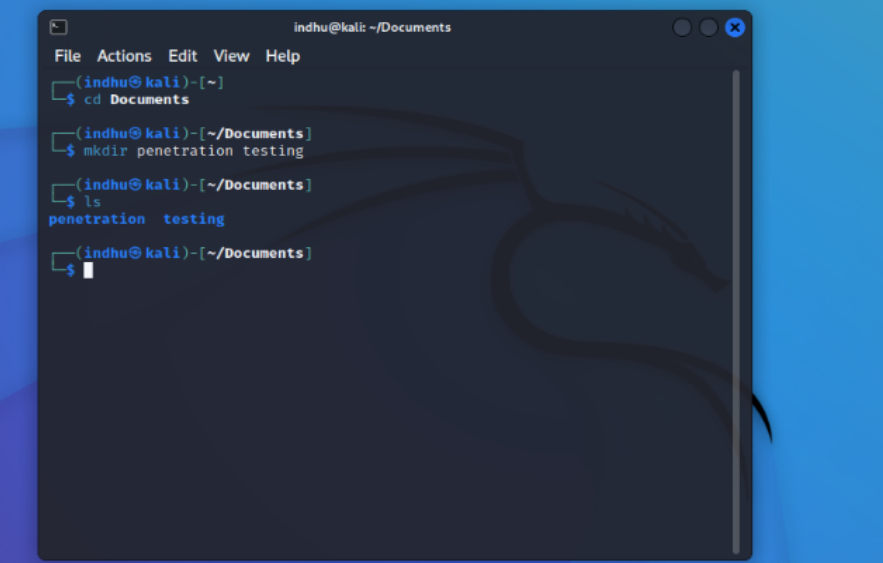 indhu@kali: ~/Documents
File Actions Edit View Help
┌──(indhu㉿kali)-[~]
└─$ cd Documents
┌──(indhu㉿kali)-[~/Documents]
└─$ mkdir penetration testing
┌──(indhu㉿kali)-[~/Documents]
└─$ ls
penetration  testing
┌──(indhu㉿kali)-[~/Documents]
└─$